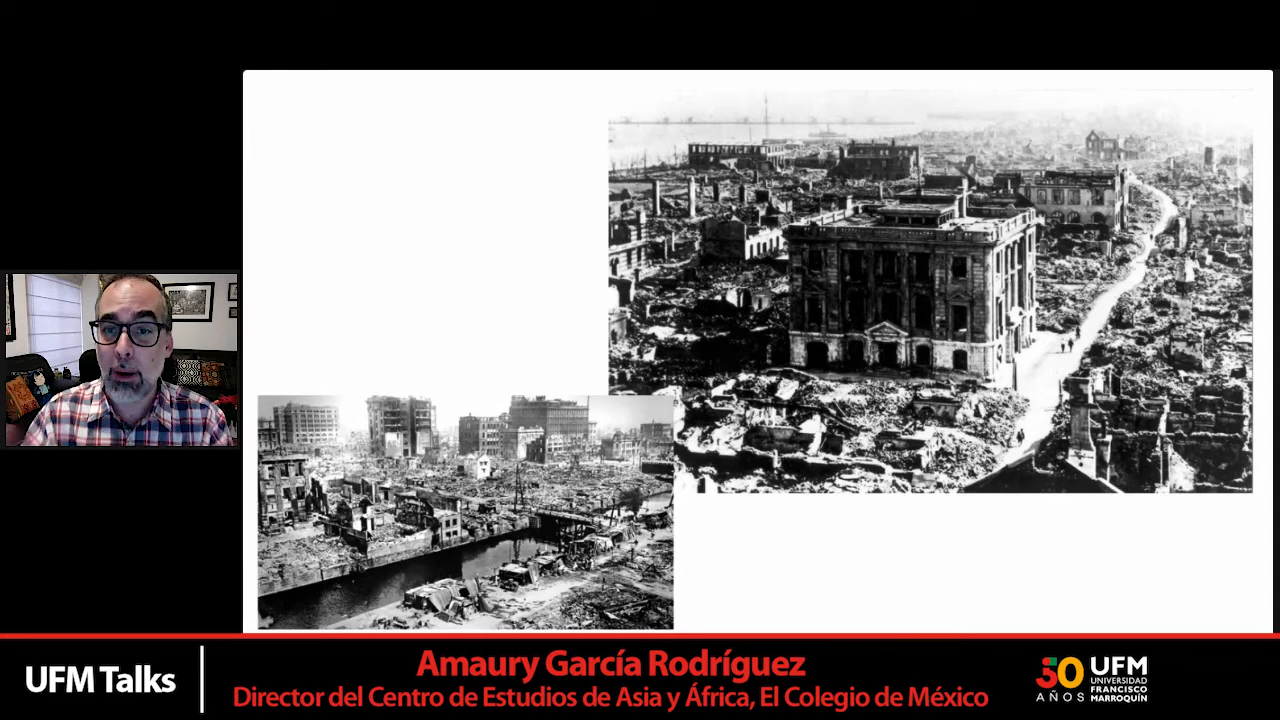 UFM Talks
Amaury García Rodríguez
Director del Centro de Estudios de Asia y África, El Colegio de México
50
AÑOS
UFM
UNIVERSIDAD
FRANCISCO
MARROQUÍN